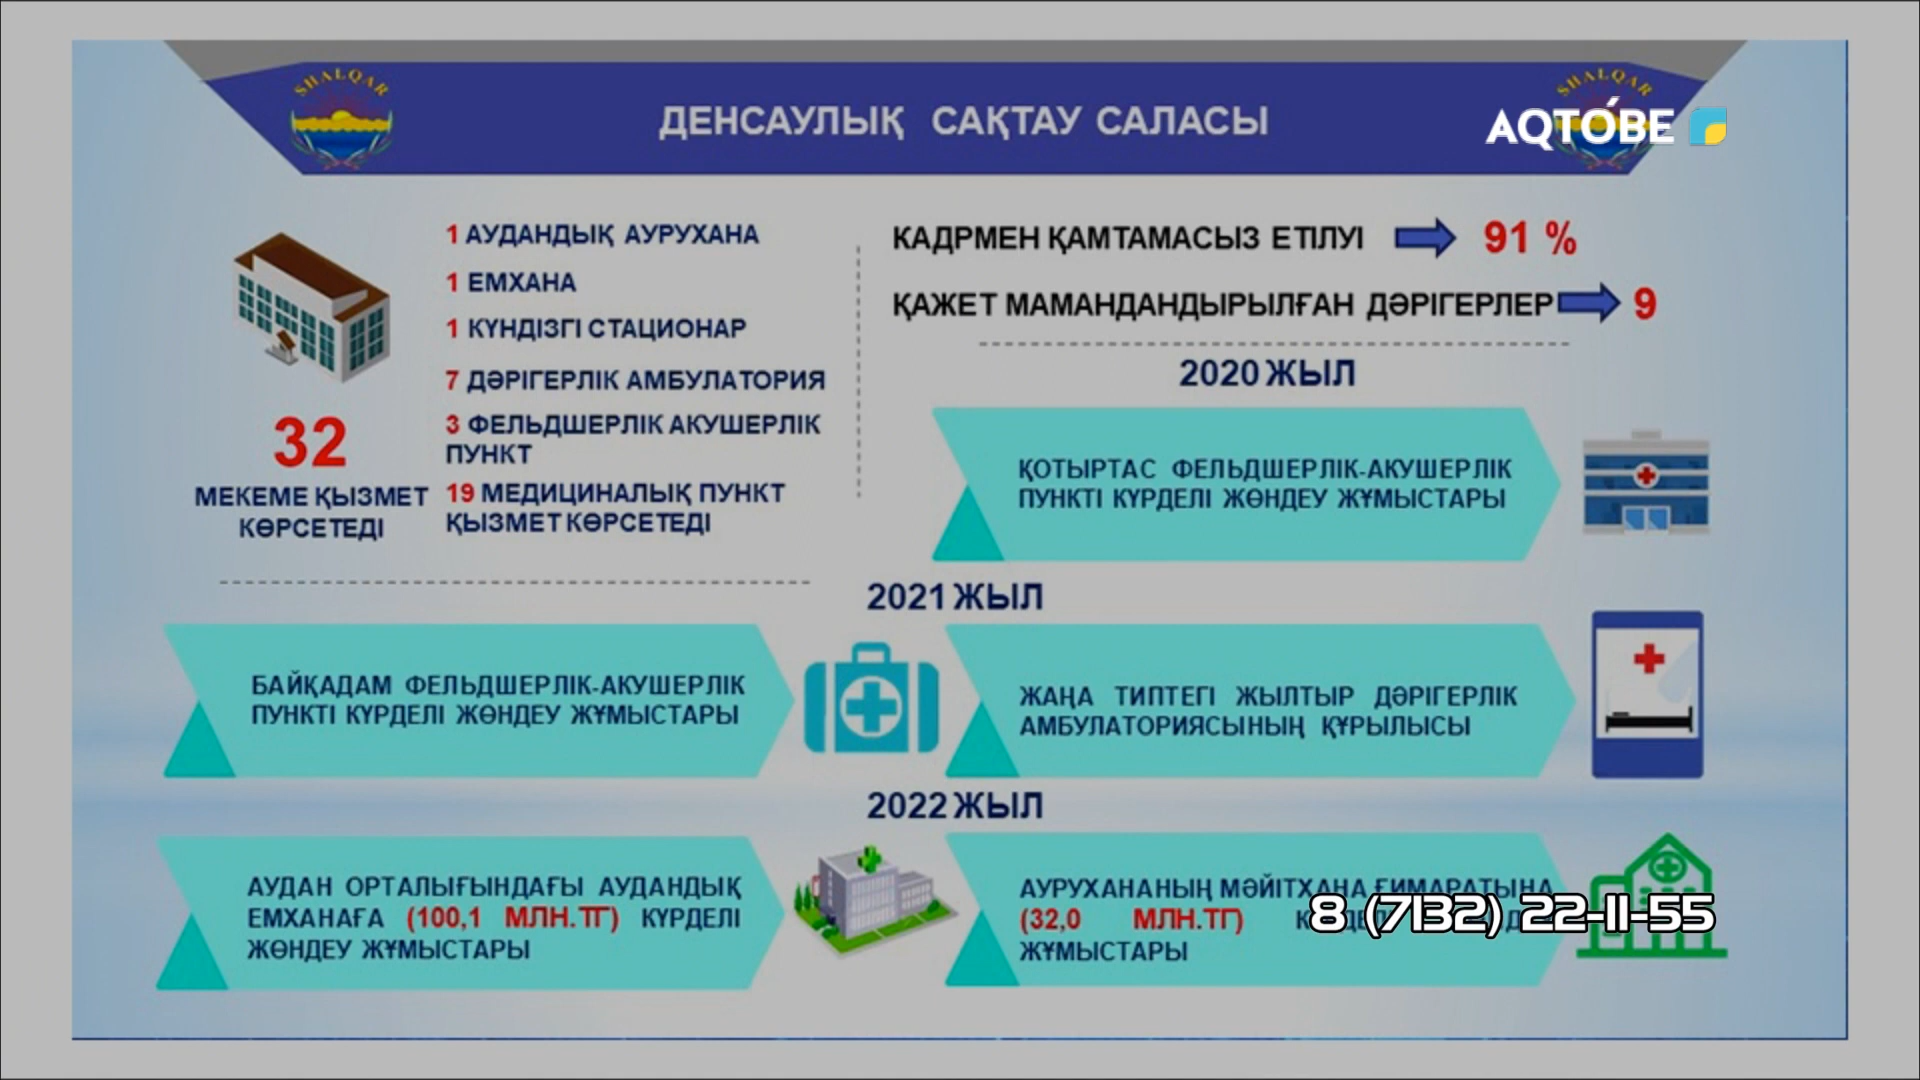 SHALQAR
ДЕНСАУЛЫҚ САҚТАУ САЛАСЫ
SHALQAR
AQTÓBE
1 АУДАНДЫҚ АУРУХАНА
1 ЕМХАНА
1 КҮНДІЗГІ СТАЦИОНАР
7 ДӘРІГЕРЛІК АМБУЛАТОРИЯ
3 ФЕЛЬДШЕРЛІК АКУШЕРЛІК
ПУНКТ
19 МЕДИЦИНАЛЫҚ ПУНКТ
ҚЫЗМЕТ КӨРСЕТЕДІ
32
МЕКЕМЕ ҚЫЗМЕТ
КӨРСЕТЕДІ
КАДРМЕН ҚАМТАМАСЫЗ ЕТІЛУІ 91 %
ҚАЖЕТ МАМАНДАНДЫРЫЛҒАН ДӘРІГЕРЛЕР 9
2020 ЖЫЛ
ҚОТЫРТАС ФЕЛЬДШЕРЛІК-АКУШЕРЛІК
ПУНКТІ КҮРДЕЛІ ЖӨНДЕУ ЖҰМЫСТАРЫ
2021 ЖЫЛ
БАЙҚАДАМ ФЕЛЬДШЕРЛІК-АКУШЕРЛІК
ПУНКТІ КҮРДЕЛІ ЖӨНДЕУ ЖҰМЫСТАРЫ
ЖАҢА ТИПТЕГІ ЖЫЛТЫР ДӘРІГЕРЛІК
АМБУЛАТОРИЯСЫНЫҢ ҚҰРЫЛЫСЫ
2022 ЖЫЛ
АУДАН ОРТАЛЫҒЫНДАҒЫ АУДАНДЫҚ
ЕМХАНАҒА (100,1 МЛН.ТГ) КҮРДЕЛІ
ЖӨНДЕУ ЖҰМЫСТАРЫ
АУРУХАНАНЫҢ МӘЙІТХАНА ҒИМАРАТЫНА
(32,0 МЛН.ТГ)
ЖҰМЫСТАРЫ
8 (7132) 22-11-55